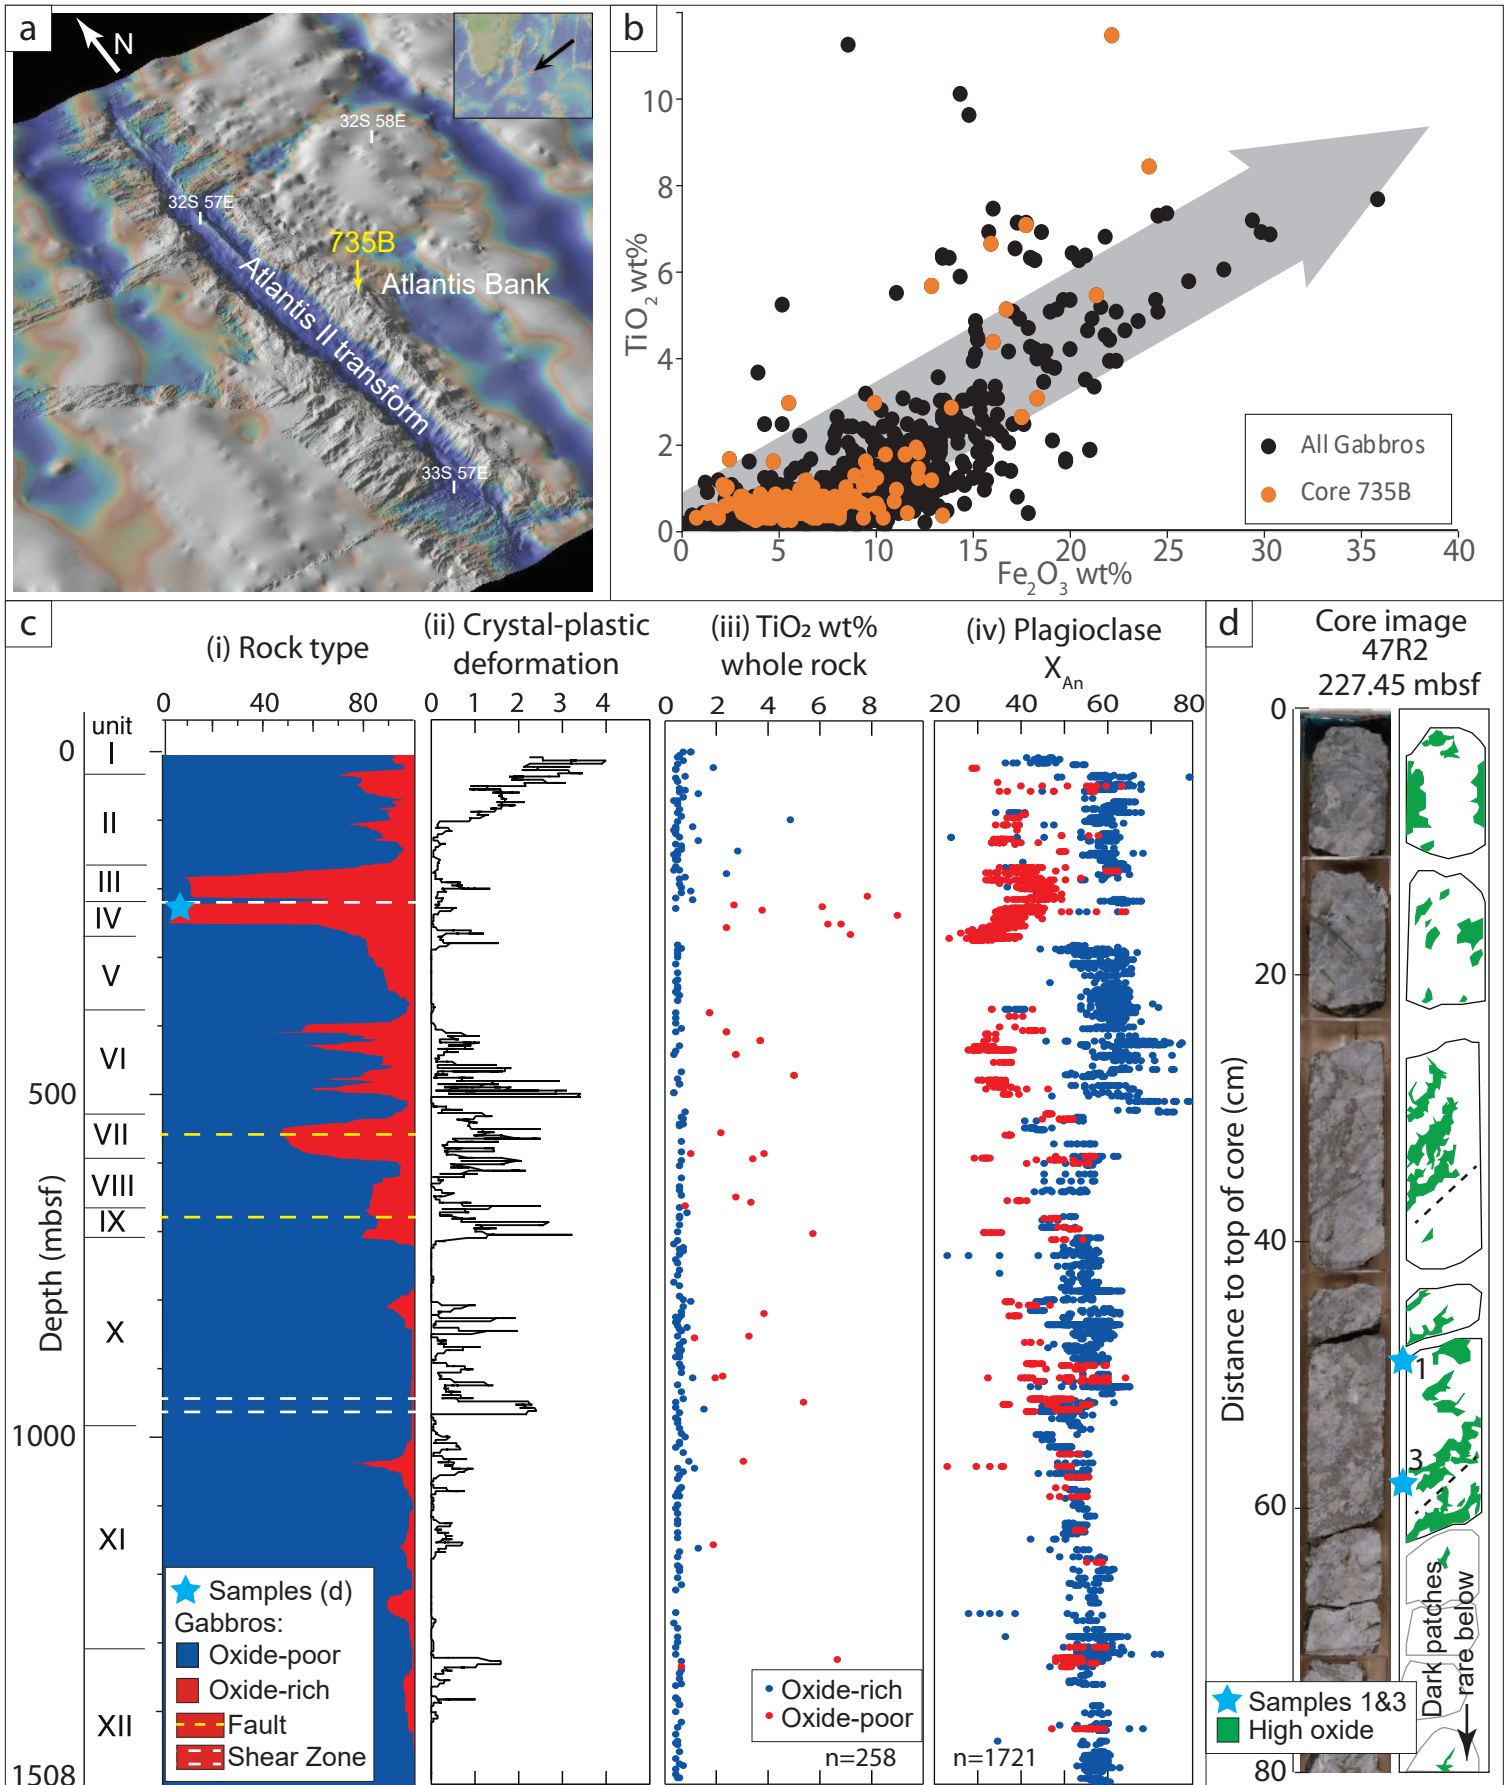 a
N
32S 58E
32S 57E
735B
Atlantis Bank
Atlantis II transform
33S 57E
b
TiO2 wt%
10
8
6
4
2
0
0 5 10 15 20 25 30 35 40
Fe2O3 wt%
All Gabbros
Core 735B
c
(i) Rock type
(ii) Crystal-plastic
deformation
(iii) TiO2 wt%
whole rock
(iv) Plagioclase
XAn
0 40 80
0 1 2 3 4
0 2 4 6 8
20 40 60 80
unit
Depth (mbsf)
0
500
1000
1508
I
II
III
IV
V
VI
VII
VIII
IX
X
XI
XII
Samples (d)
Gabbros:
Oxide-poor
Oxide-rich
Fault
Shear Zone
Oxide-rich
Oxide-poor
n=258
n=1721
d
Core image
47R2
227.45 mbsf
Distance to top of core (cm)
0
20
40
60
80
1
3
Dark patches
rare below
Samples 1&3
High oxide